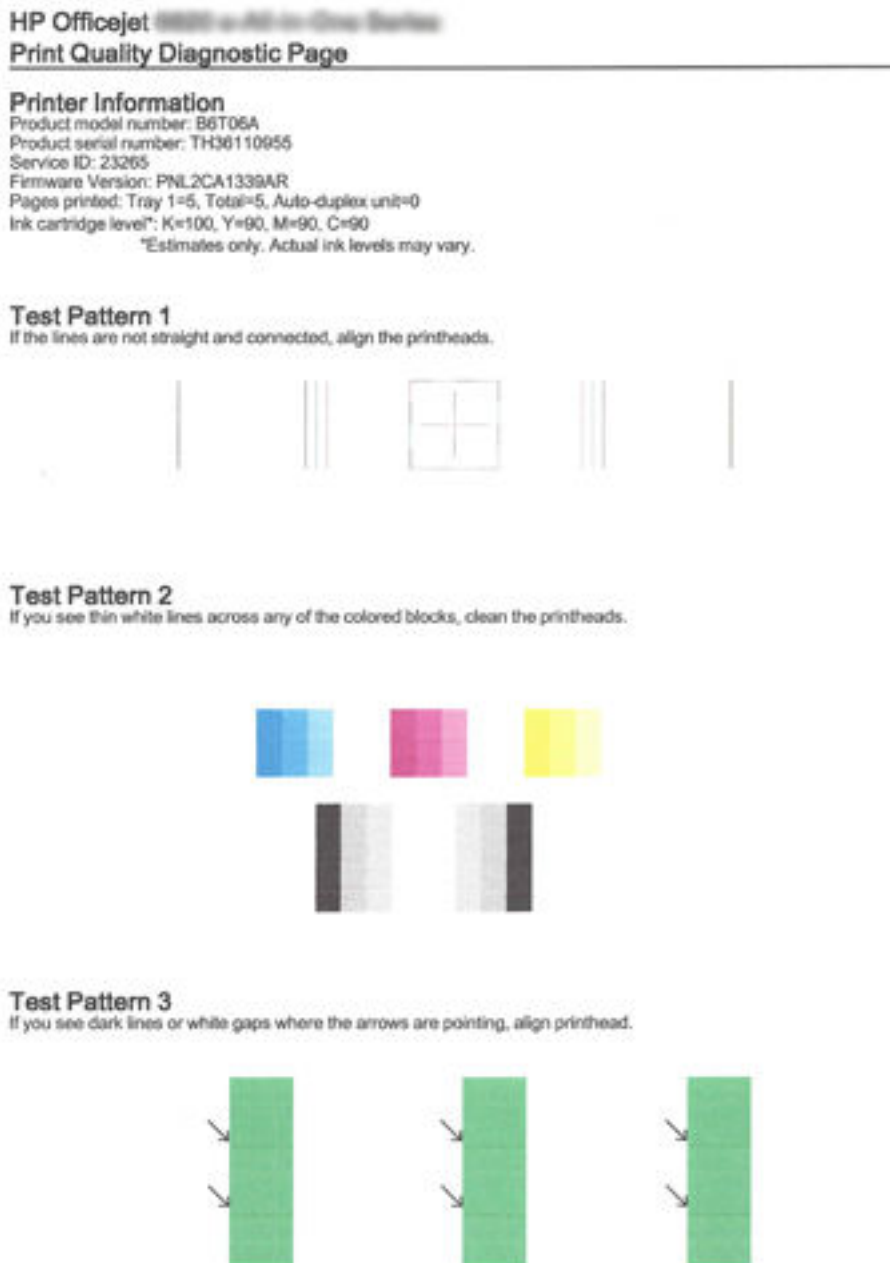 HP Officejet
Print Quality Diagnostic Page
Printer Information
Product model number: B6T06A
Product serial number: TH36110955
Service ID: 23265
Firmware Version: PNL2CA1339AR
Pages printed: Tray 1=5, Total=5, Auto-duplex unit=0
Ink cartridge level*: K=100, Y=90, M=90, C=90
*Estimates only. Actual ink levels may vary.
Test Pattern 1
If the lines are not straight and connected, align the printheads.
Test Pattern 2
If you see thin white lines across any of the colored blocks, clean the printheads.
Test Pattern 3
If you see dark lines or white gaps where the arrows are pointing, align printhead.